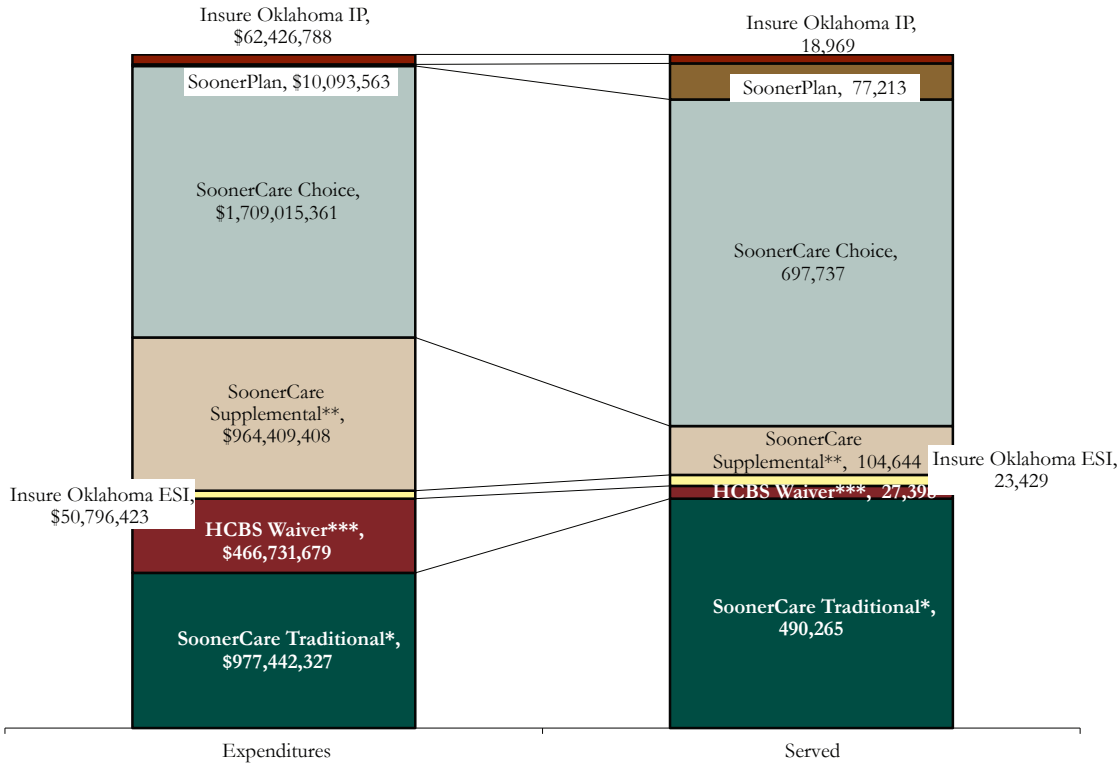 Insure Oklahoma IP,
$62,426,788
SoonerPlan, $10,093,563
SoonerCare Choice,
$1,709,015,361
SoonerCare
Supplemental**,
$964,409,408
Insure Oklahoma ESI,
$50,796,423
HCBS Waiver***,
$466,731,679
SoonerCare Traditional*,
$977,442,327
Expenditures
Insure Oklahoma IP,
18,969
SoonerPlan, 77,213
SoonerCare Choice,
697,737
SoonerCare
Supplemental**, 104,644
Insure Oklahoma ESI,
23,429
HCBS Waiver***,
SoonerCare Traditional*,
490,265
Served